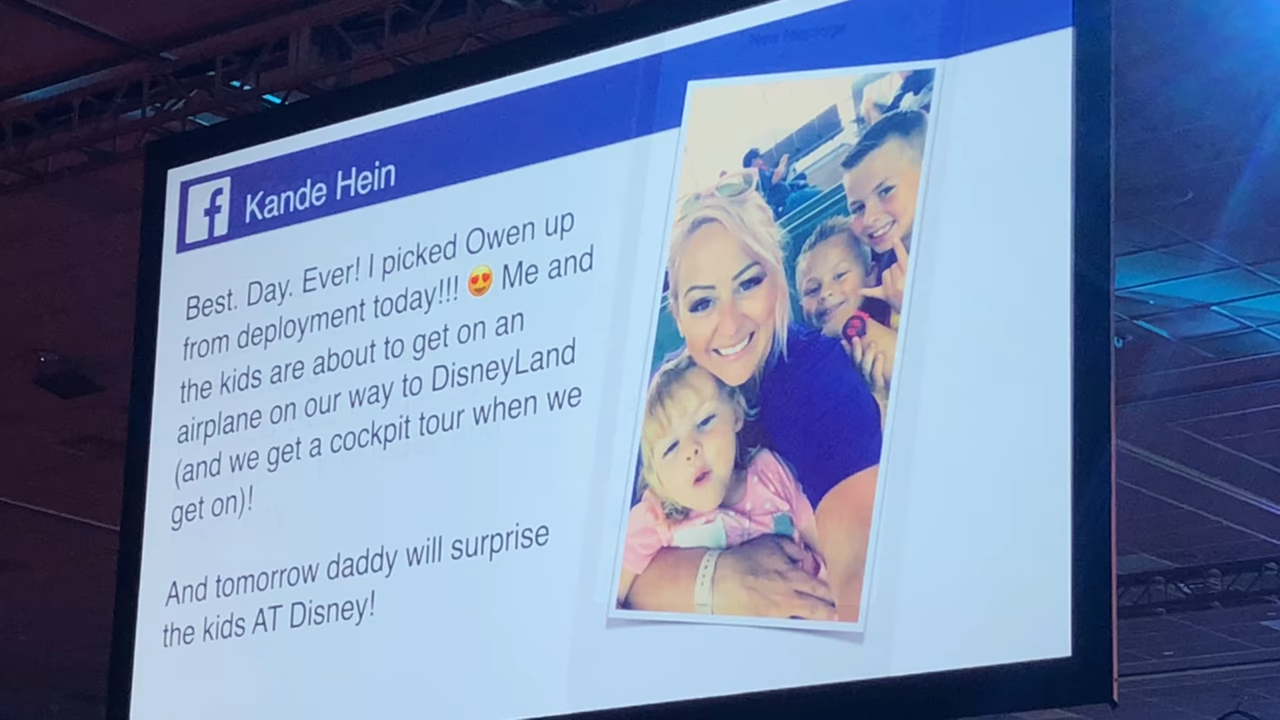 f Kande Hein
Best. Day. Ever! I picked Owen up
from deployment today!!! 😍 Me and
the kids are about to get on an
airplane on our way to DisneyLand
(and we get a cockpit tour when we
get on)!
And tomorrow daddy will surprise
the kids AT Disney!